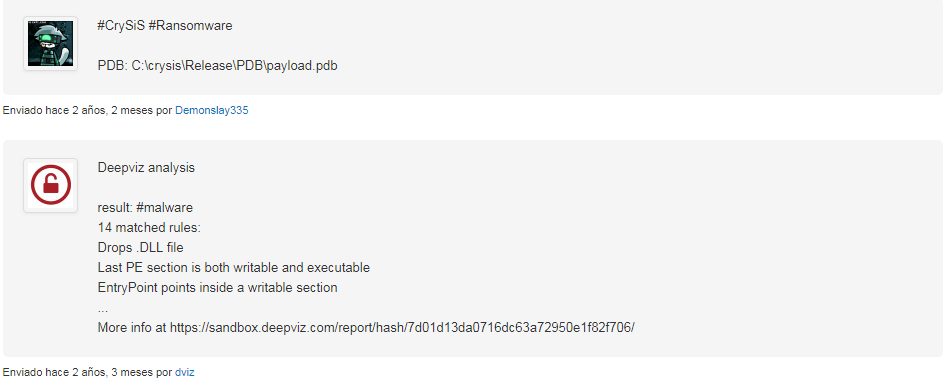 #CrySiS #Ransomware
PDB: C:\crysis\Release\PDB\payload.pdb
Enviado hace 2 años, 2 meses por Demonslay335
Deepviz analysis
result: #malware
14 matched rules:
Drops .DLL file
Last PE section is both writable and executable
EntryPoint points inside a writable section
...
More info at https://sandbox.deepviz.com/report/hash/7d01d13da0716dc63a72950e1f82f706/
Enviado hace 2 años, 3 meses por dviz